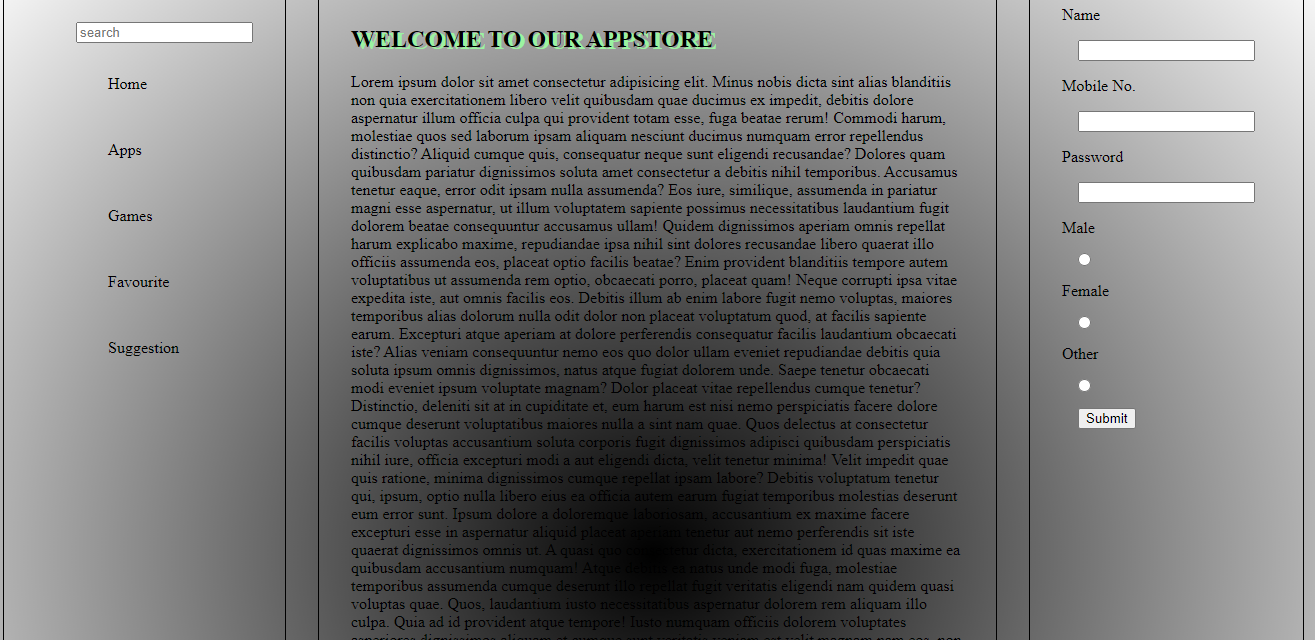 search
Home
Apps
Games
Favourite
Suggestion
WELCOME TO OUR APPSTORE
Lorem ipsum dolor sit amet consectetur adipisicing elit. Minus nobis dicta sint alias blanditiis
non quia exercitationem libero velit quibusdam quae ducimus ex impedit, debitis dolore
aspernatur illum officia culpa qui provident totam esse, fuga beatae rerum! Commodi harum,
molestiae quos sed laborum ipsam aliquam nesciunt ducimus numquam error repellendus
distinctio? Aliquid cumque quis, consequatur neque sunt eligendi recusandae? Dolores quam
quibusdam pariatur dignissimos soluta amet consectetur a debitis nihil temporibus. Accusamus
tenetur eaque, error odit ipsam nulla assumenda? Eos iure, similique, assumenda in pariatur
magni esse aspernatur, ut illum voluptatem sapiente possimus necessitatibus laudantium fugit
dolorem beatae consequuntur accusamus ullam! Quidem dignissimos aperiam omnis repellat
harum explicabo maxime, repudiandae ipsa nihil sint dolores recusandae libero quaerat illo
officiis assumenda eos, placeat optio facilis beatae? Enim provident blanditiis tempore autem
voluptatibus ut assumenda rem optio, obcaecati porro, placeat quam! Neque corrupti ipsa vitae
expedita iste, aut omnis facilis eos. Debitis illum ab enim labore fugit nemo voluptas, maiores
temporibus alias dolorum nulla odit dolor non placeat voluptatum quod, at facilis sapiente
earum. Excepturi atque aperiam at dolore perferendis consequatur facilis laudantium obcaecati
iste? Alias veniam consequuntur nemo eos quo dolor ullam eveniet repudiandae debitis quia
soluta ipsum omnis dignissimos, natus atque fugiat dolorem unde. Saepe tenetur obcaecati
modi eveniet ipsum voluptate magnam? Dolor placeat vitae repellendus cumque tenetur?
Distinctio, deleniti sit at in cupiditate et, eum harum est nisi nemo perspiciatis facere dolore
cumque deserunt voluptatibus maiores nulla a sint nam quae. Quos delectus at consectetur
facilis voluptas accusantium soluta corporis fugit dignissimos adipisci quibusdam perspiciatis
nihil iure, officia excepturi modi a aut eligendi dicta, velit tenetur minima! Velit impedit quae
quis ratione, minima dignissimos cumque repellat ipsam labore? Debitis voluptatum tenetur
qui, ipsum, optio nulla libero eius ea officia autem earum fugiat temporibus molestias deserunt
eum error sunt. Ipsum dolore a doloremque laboriosam, accusantium ex maxime facere
excepturi esse in aspernatur aliquid placeat aperiam tenetur aut nemo perferendis sit iste
quaerat dignissimos omnis ut. A quasi quo dicta, exercitationem id quas maxime ea
quibusdam accusantium numquam! Atque ea natus unde modi fuga, molestiae
temporibus assumenda cumque deserunt illo repellat fugit veritatis eligendi nam quidem quasi
voluptas quae. Quos, laudantium iusto necessitatibus aspernatur dolorem rem aliquam illo
culpa. Quia ad id provident atque tempore! Iusto numquam officiis dolorem voluptates
Name
Mobile No.
Password
Male
Female
Other
Submit